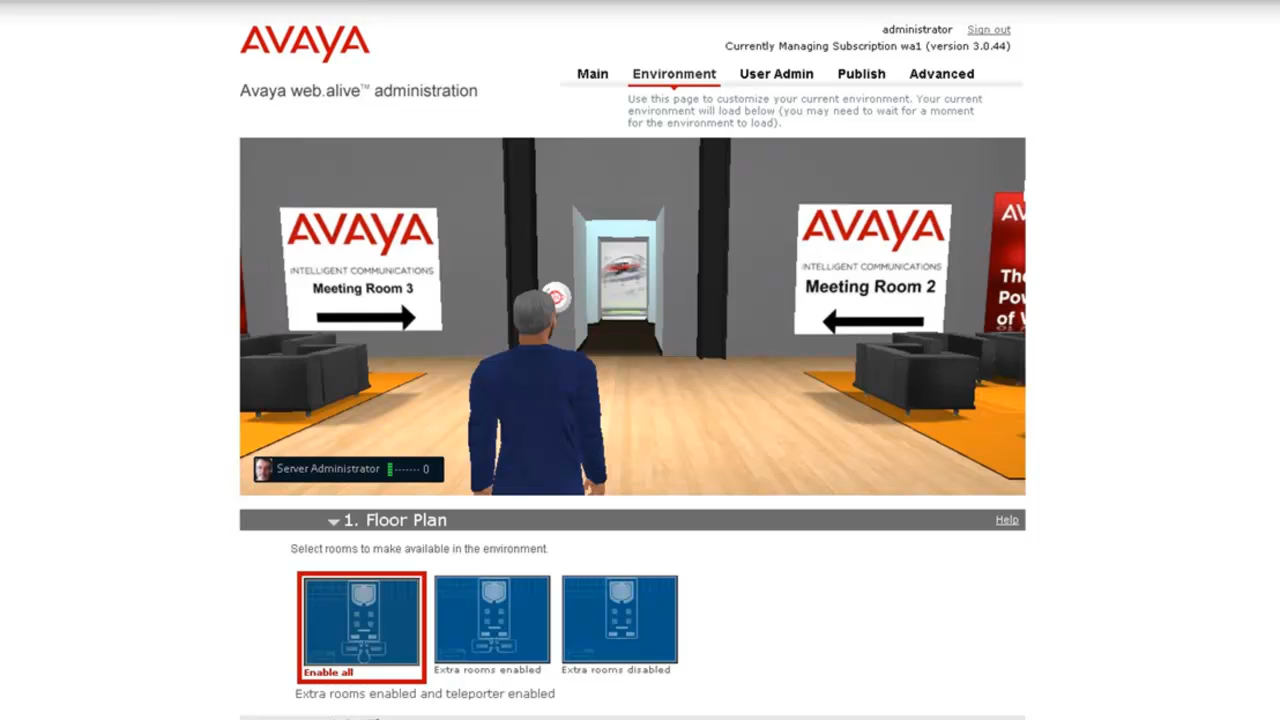 AVAYA
administrator Sign out
Currently Managing Subscription wa1 (version 3.0.44)
Main Environment User Admin Publish Advanced
Avaya web.alive™ administration
Use this page to customize your current environment. Your current
environment will load below (you may need to wait for a moment
for the environment to load).
AVAYA
INTELLIGENT COMMUNICATIONS
Meeting Room 3
AVAYA
INTELLIGENT COMMUNICATIONS
Meeting Room 2
AV
The
Pow
of
Server Administrator 0
1. Floor Plan
Help
Select rooms to make available in the environment.
Enable all
Extra rooms enabled
Extra rooms disabled
Extra rooms enabled and teleporter enabled